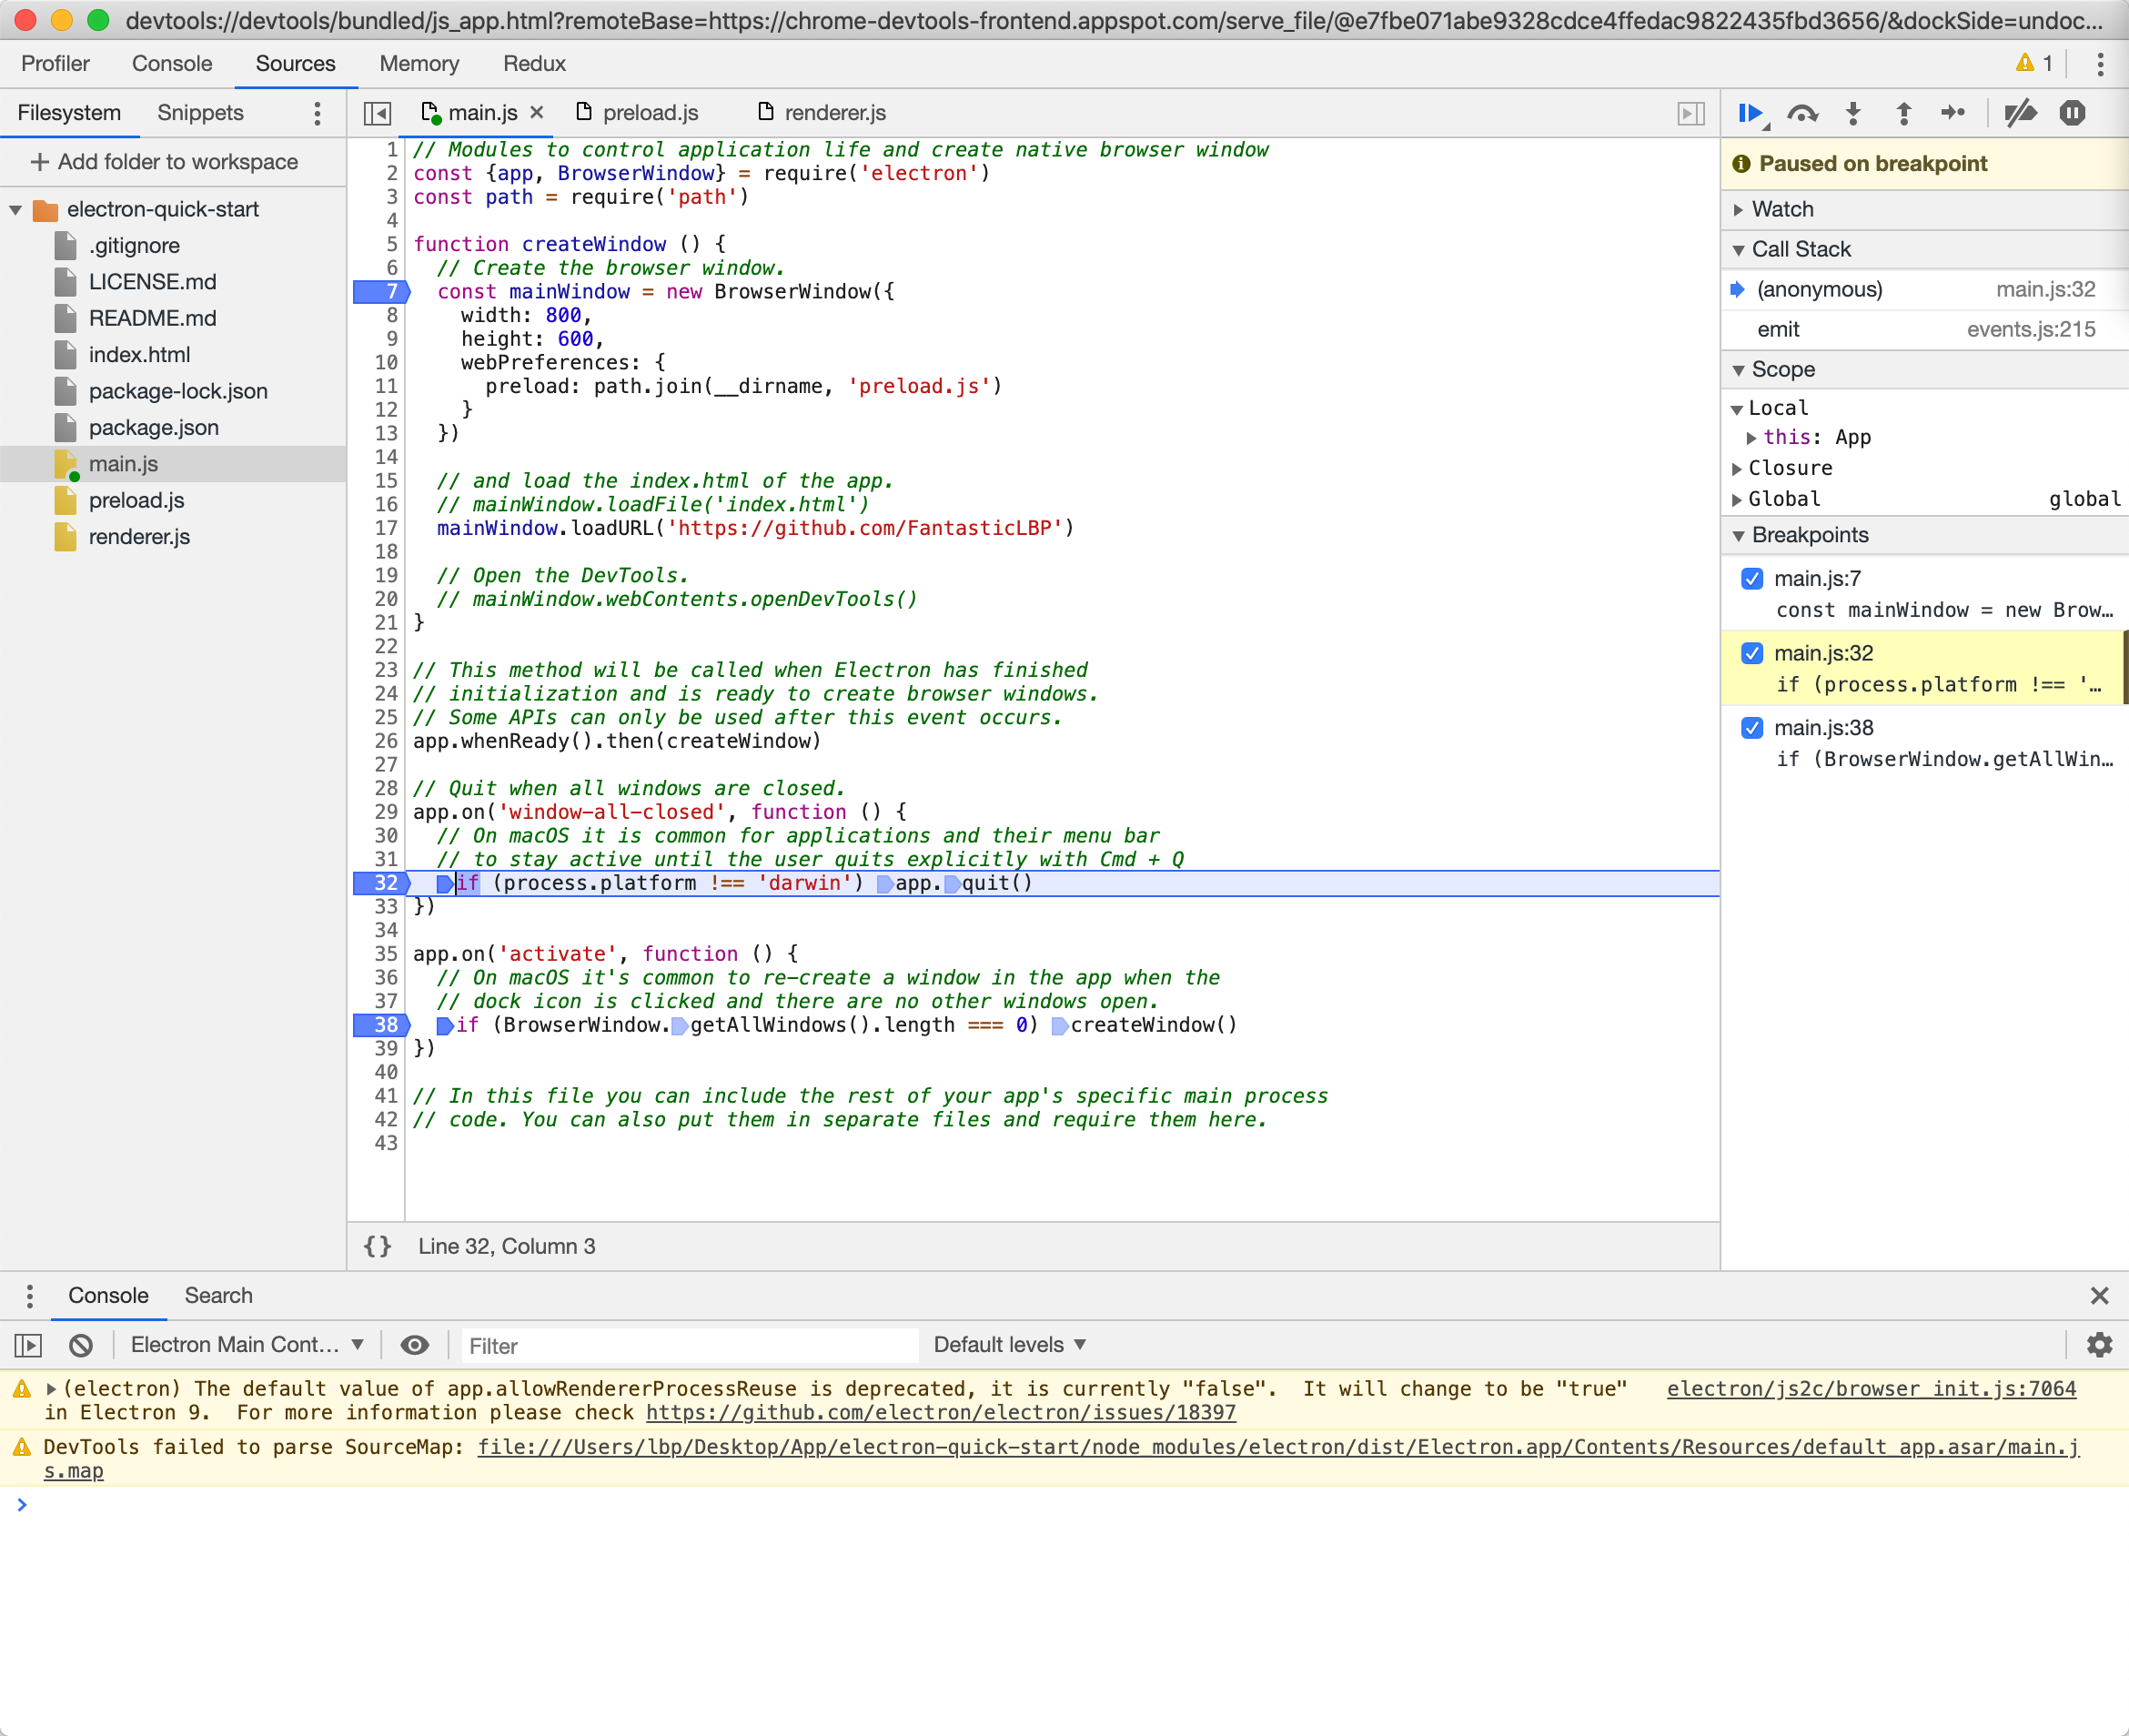 devtools://devtools/bundled/js_app.html?remoteBase=https://chrome-devtools-frontend.appspot.com/serve_file/@e7fbe071abe9328cdce4ffedac9822435fbd3656/&dockSide=undoc...
Profiler Console Sources Memory Redux 1
Filesystem Snippets
main.js preload.js renderer.js
Add folder to workspace
electron-quick-start
.gitignore
LICENSE.md
README.md
index.html
package-lock.json
package.json
main.js
preload.js
renderer.js
1 // Modules to control application life and create native browser window
2 const {app, BrowserWindow} = require('electron')
3 const path = require('path')
4
5 function createWindow () {
6 // Create the browser window.
7 const mainWindow = new BrowserWindow({
8 width: 800,
9 height: 600,
10 webPreferences: {
11 preload: path.join(__dirname, 'preload.js')
12 }
13 })
14
15 // and load the index.html of the app.
16 // mainWindow.loadFile('index.html')
17 mainWindow.loadURL('https://github.com/FantasticLBP')
18
19 // Open the DevTools.
20 // mainWindow.webContents.openDevTools()
21 }
22
23 // This method will be called when Electron has finished
24 // initialization and is ready to create browser windows.
25 // Some APIs can only be used after this event occurs.
26 app.whenReady().then(createWindow)
27
28 // Quit when all windows are closed.
29 app.on('window-all-closed', function () {
30 // On macOS it is common for applications and their menu bar
31 // to stay active until the user quits explicitly with Cmd + Q
32 if (process.platform !== 'darwin') app.quit()
33 })
34
35 app.on('activate', function () {
36 // On macOS it's common to re-create a window in the app when the
37 // dock icon is clicked and there are no other windows open.
38 if (BrowserWindow.getAllWindows().length === 0) createWindow()
39 })
40
41 // In this file you can include the rest of your app's specific main process
42 // code. You can also put them in separate files and require them here.
43
{} Line 32, Column 3
Paused on breakpoint
Watch
Call Stack
(anonymous) main.js:32
emit events.js:215
Scope
Local
this: App
Closure
Global global
Breakpoints
main.js:7
const mainWindow = new Brow…
main.js:32
if (process.platform !== '…
main.js:38
if (BrowserWindow.getAllWin…
Console Search
Electron Main Cont… Filter Default levels
(electron) The default value of app.allowRendererProcessReuse is deprecated, it is currently "false". It will change to be "true" electron/js2c/browser_init.js:7064
in Electron 9. For more information please check https://github.com/electron/electron/issues/18397
DevTools failed to parse SourceMap: file:///Users/lbp/Desktop/App/electron-quick-start/node_modules/electron/dist/Electron.app/Contents/Resources/default_app.asar/main.j
s.map